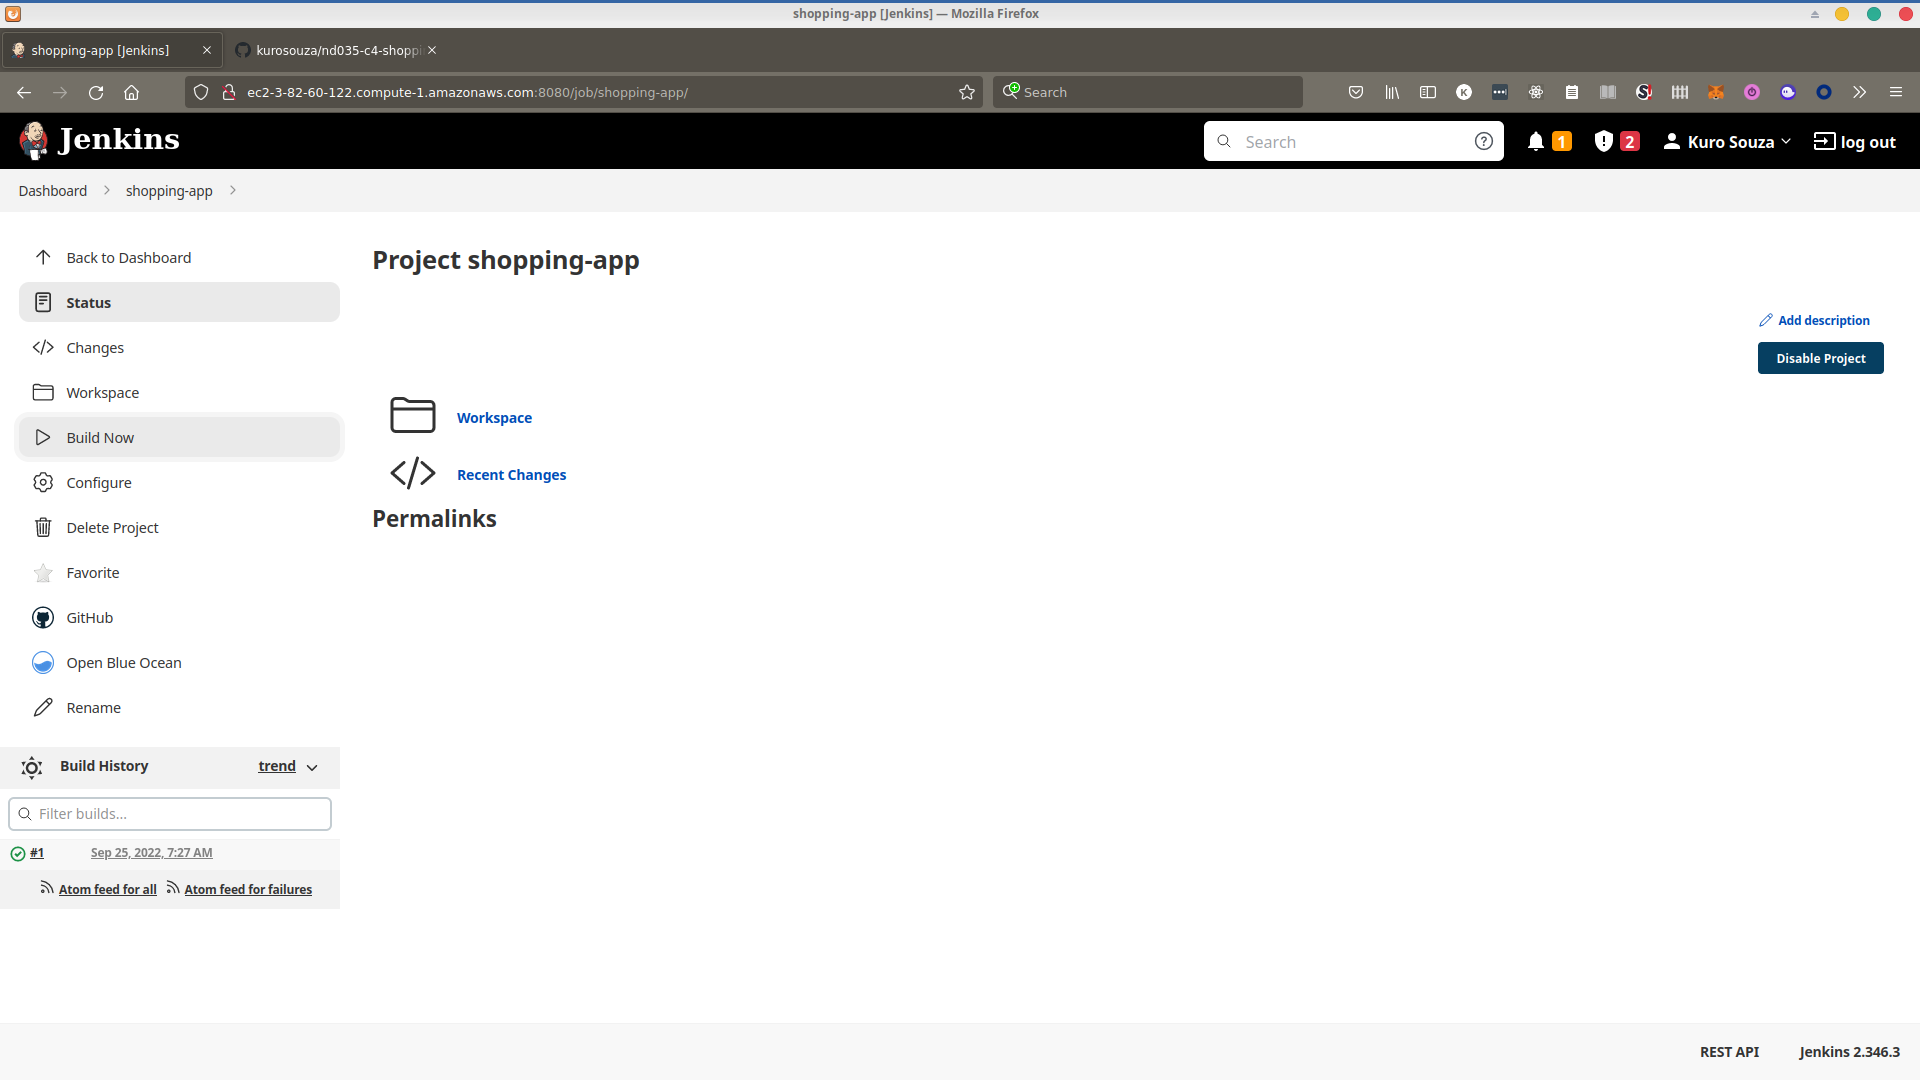 shopping-app [Jenkins] — Mozilla Firefox
shopping-app [Jenkins]
kurosouza/nd035-c4-shoppi
ec2-3-82-60-122.compute-1.amazonaws.com:8080/job/shopping-app/
Search
Jenkins
Search
1
2
Kuro Souza
log out
Dashboard
shopping-app
Back to Dashboard
Status
Changes
Workspace
Build Now
Configure
Delete Project
Favorite
GitHub
Open Blue Ocean
Rename
Build History
trend
Filter builds...
#1
Sep 25, 2022, 7:27 AM
Atom feed for all
Atom feed for failures
Project shopping-app
Add description
Disable Project
Workspace
Recent Changes
Permalinks
REST API
Jenkins 2.346.3